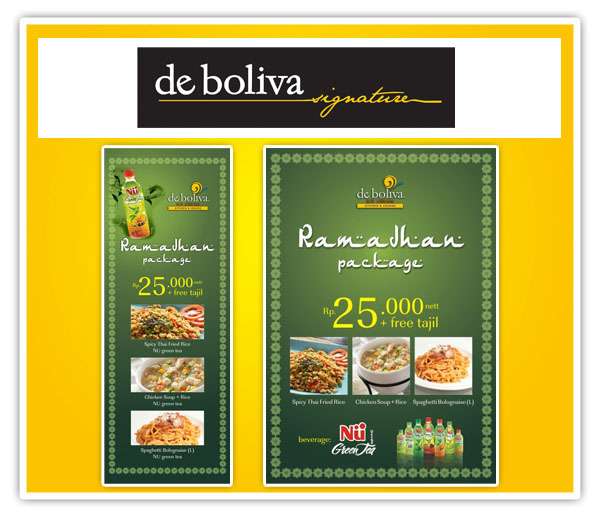 de boliva
signature
Nü
de boliva
Ramadhan
package
Rp. 25.000 nett
+ free tajil
Spicy Thai Fried Rice
NU green tea
Chicken Soup + Rice
NU green tea
Spaghetti Bolognaise (L)
NU green tea
de boliva
Ramadhan
package
Rp. 25.000 nett
+ free tajil
Spicy Thai Fried Rice
Chicken Soup + Rice
Spaghetti Bolognaise (L)
beverage: Nü
Green Tea